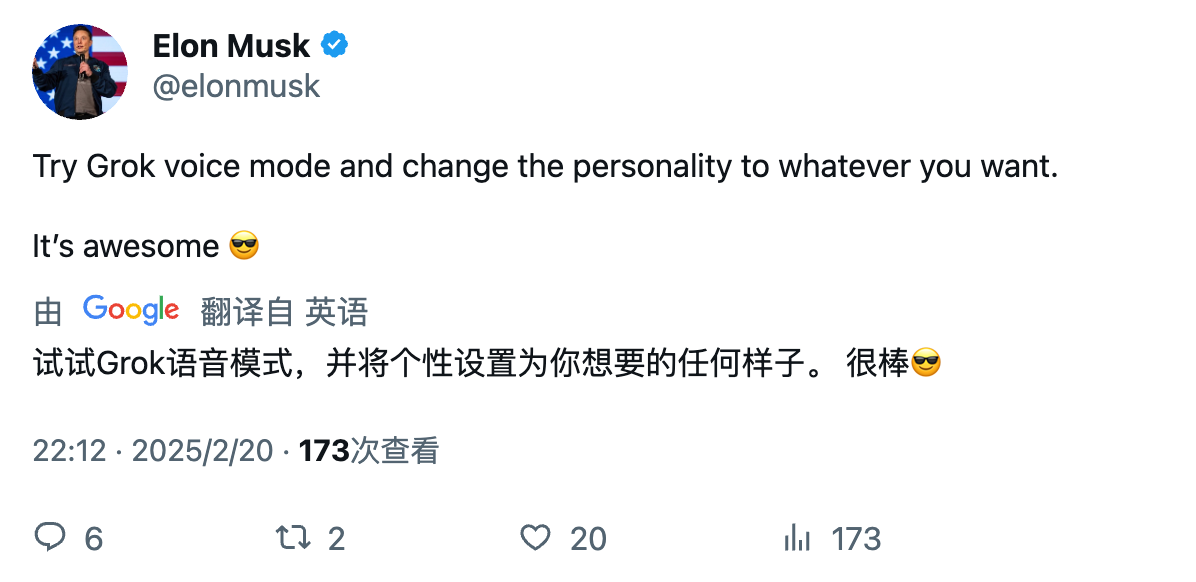 Elon Musk
@elonmusk
Try Grok voice mode and change the personality to whatever you want.
It’s awesome 😎
由 Google 翻译自 英语
试试Grok语音模式，并将个性设置为你想要的任何样子。 很棒😎
22:12 · 2025/2/20 · 173次查看
6 2 20 173